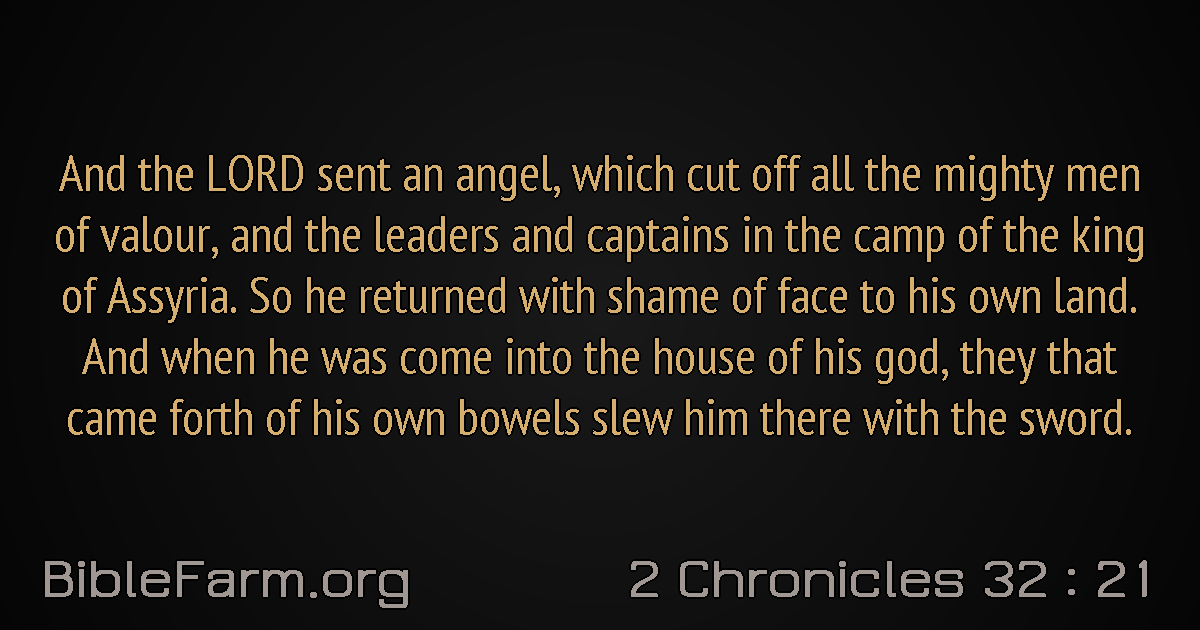 And the LORD sent an angel, which cut off all the mighty men
of valour, and the leaders and captains in the camp of the king
of Assyria. So he returned with shame of face to his own land.
And when he was come into the house of his god, they that
came forth of his own bowels slew him there with the sword.
BibleFarm.org
2 Chronicles 32 : 21